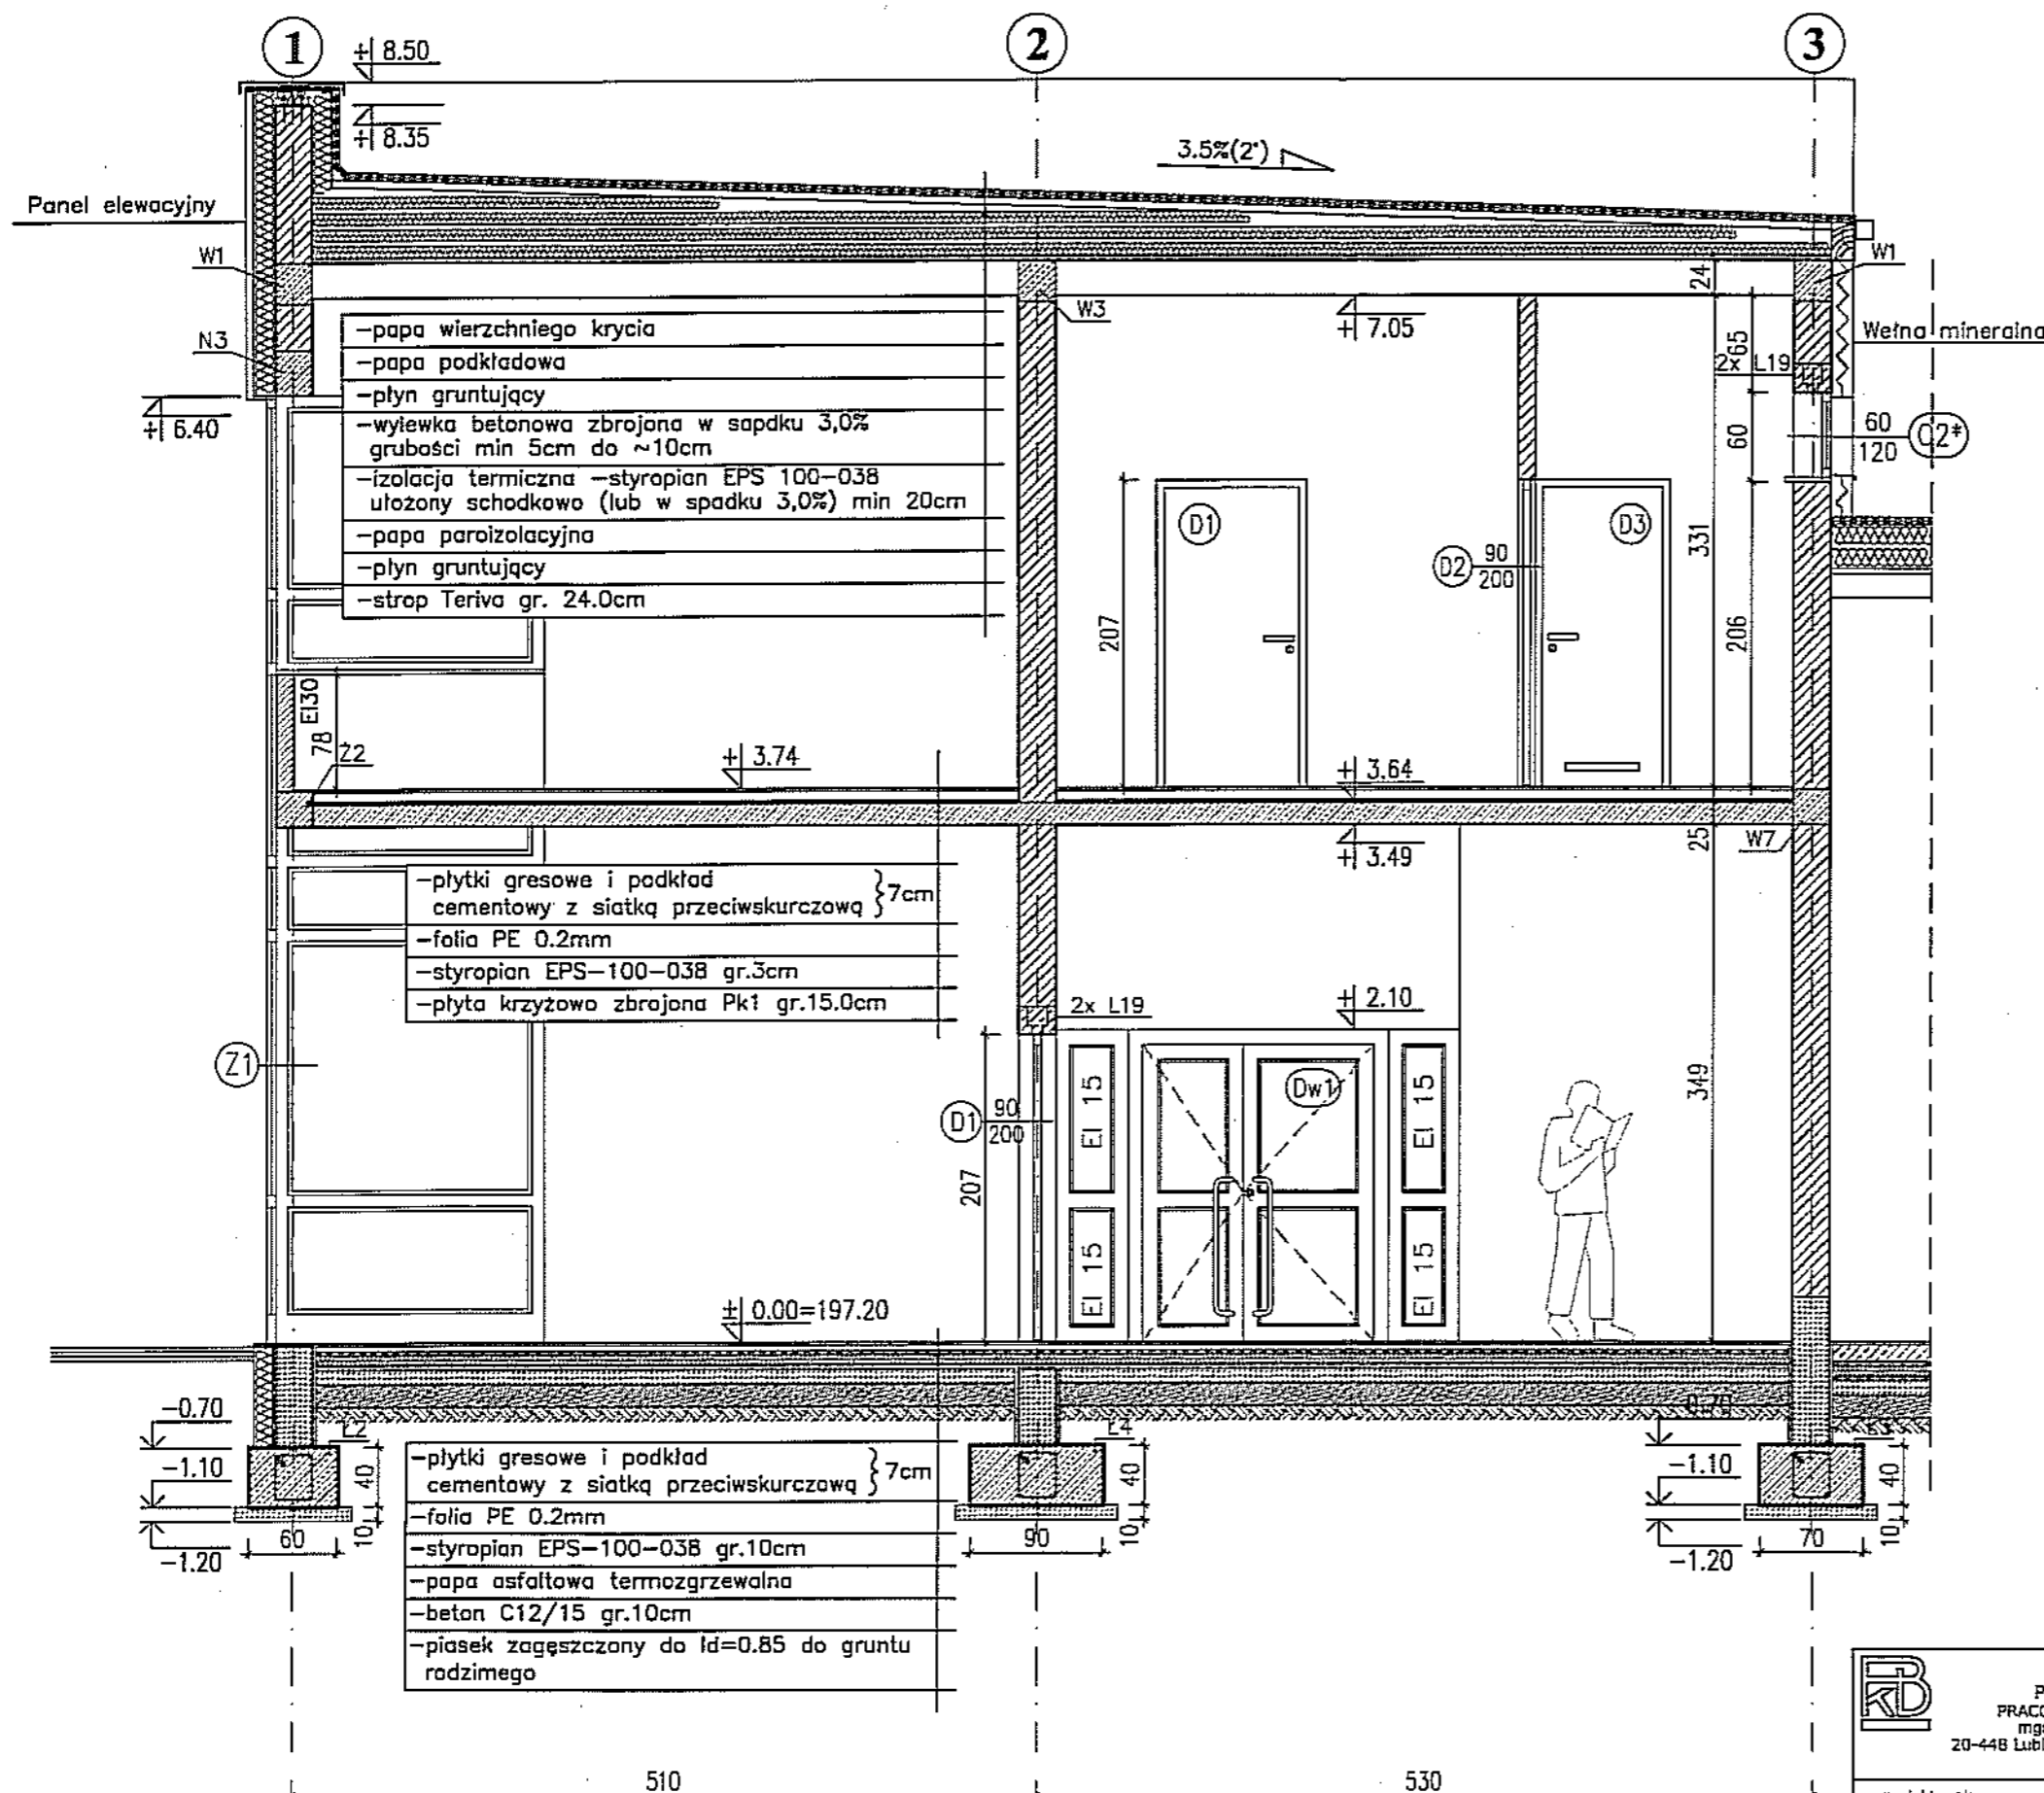 1
2
3
+ 8.50
+ 8.35
3.5%(2°)
Panel elewacyjny
W1
W1
24
W3
+ 7.05
Wełna mineralna
N3
2x L19
65
+ 6.40
-papa wierzchniego krycia
-papa podkładowa
-płyn gruntujący
-wylewka betonowa zbrojona w sapdku 3,0%
grubości min 5cm do ~10cm
-izolacja termiczna -styropian EPS 100-038
ułożony schodkowo (lub w spadku 3,0%) min 20cm
-papa paroizolacyjna
-płyn gruntujący
-strop Teriva gr. 24.0cm
60
60
120
D1
D3
D2
90
200
331
207
206
EI30
78
Ż2
+ 3.74
+ 3.64
+ 3.49
25
W7
-płytki gresowe i podkład
cementowy z siatką przeciwskurczową }7cm
-folia PE 0.2mm
-styropian EPS-100-038 gr.3cm
-płyta krzyżowo zbrojona Pk1 gr.15.0cm
2x L19
+ 2.10
Z1
D1
90
200
207
EI 15
EI 15
Dw1
EI 15
EI 15
349
± 0.00=197.20
-0.70
-1.10
-1.20
Ł2
40
10
60
Ł4
40
10
90
-0.70
-1.10
-1.20
40
10
70
-płytki gresowe i podkład
cementowy z siatką przeciwskurczową }7cm
-folia PE 0.2mm
-styropian EPS-100-038 gr.10cm
-papa asfaltowa termozgrzewalna
-beton C12/15 gr.10cm
-piasek zagęszczony do Id=0.85 do gruntu
rodzimego
510
530
P
PRACO
mg
20-448 Lubl